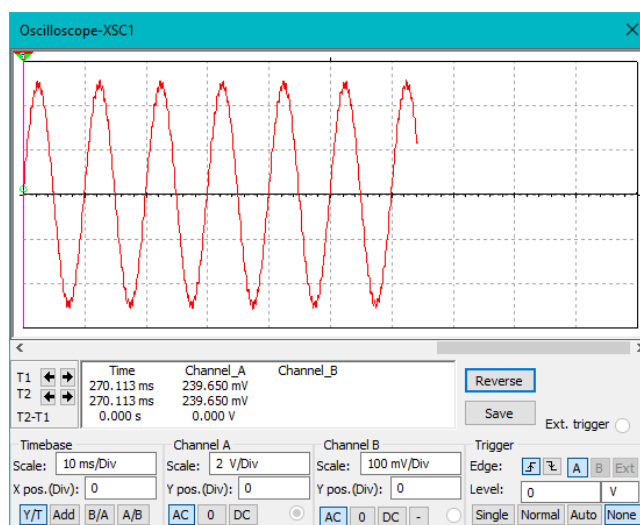 Oscilloscope-XSC1
Time Channel_A Channel_B
T1 270.113 ms 239.650 mV
T2 270.113 ms 239.650 mV
T2-T1 0.000 s 0.000 V
Reverse
Save
Ext. trigger
Timebase
Scale: 10 ms/Div
X pos.(Div): 0
Y/T Add B/A A/B
Channel A
Scale: 2 V/Div
Y pos.(Div): 0
AC 0 DC
Channel B
Scale: 100 mV/Div
Y pos.(Div): 0
AC 0 DC -
Trigger
Edge: A B Ext
Level: 0 V
Single Normal Auto None